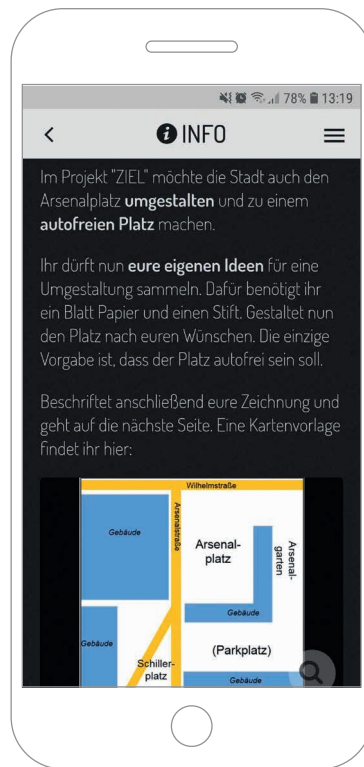 78% 13:19
INFO
Im Projekt "ZIEL" möchte die Stadt auch den
Arsenalplatz umgestalten und zu einem
autofreien Platz machen.
Ihr dürft nun eure eigenen Ideen für eine
Umgestaltung sammeln. Dafür benötigt ihr
ein Blatt Papier und einen Stift. Gestaltet nun
den Platz nach euren Wünschen. Die einzige
Vorgabe ist, dass der Platz autofrei sein soll.
Beschriftet anschließend eure Zeichnung und
geht auf die nächste Seite. Eine Kartenvorlage
findet ihr hier:
Wilhelmstraße
Gebäude
Arsenalstraße
Arsenal-
platz
Arsenal-
garten
Gebäude
Gebäude
(Parkplatz)
Schiller-
platz
Gebäude